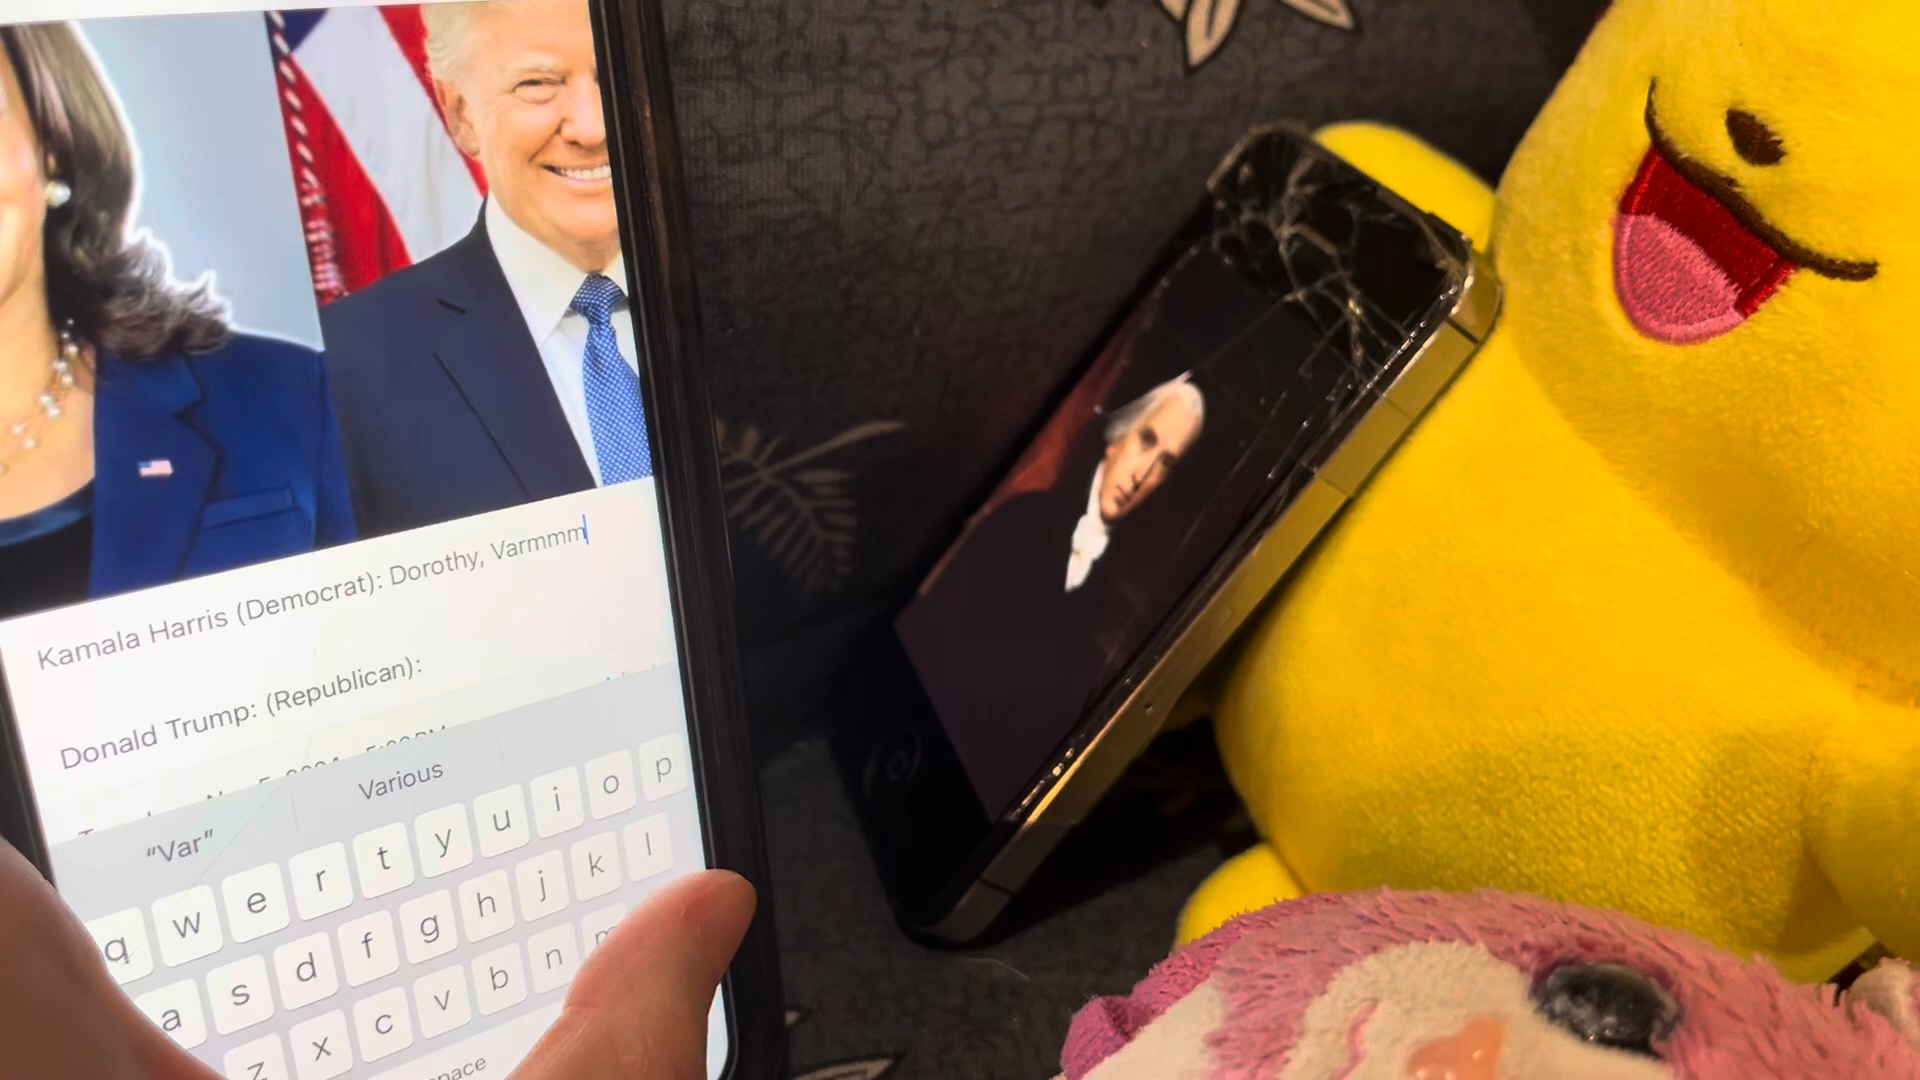 Kamala Harris (Democrat): Dorothy, Varmmm
Donald Trump: (Republican):
"Var"
Various
q w e r t y u i o p
a s d f g h j k l
z x c v b n m